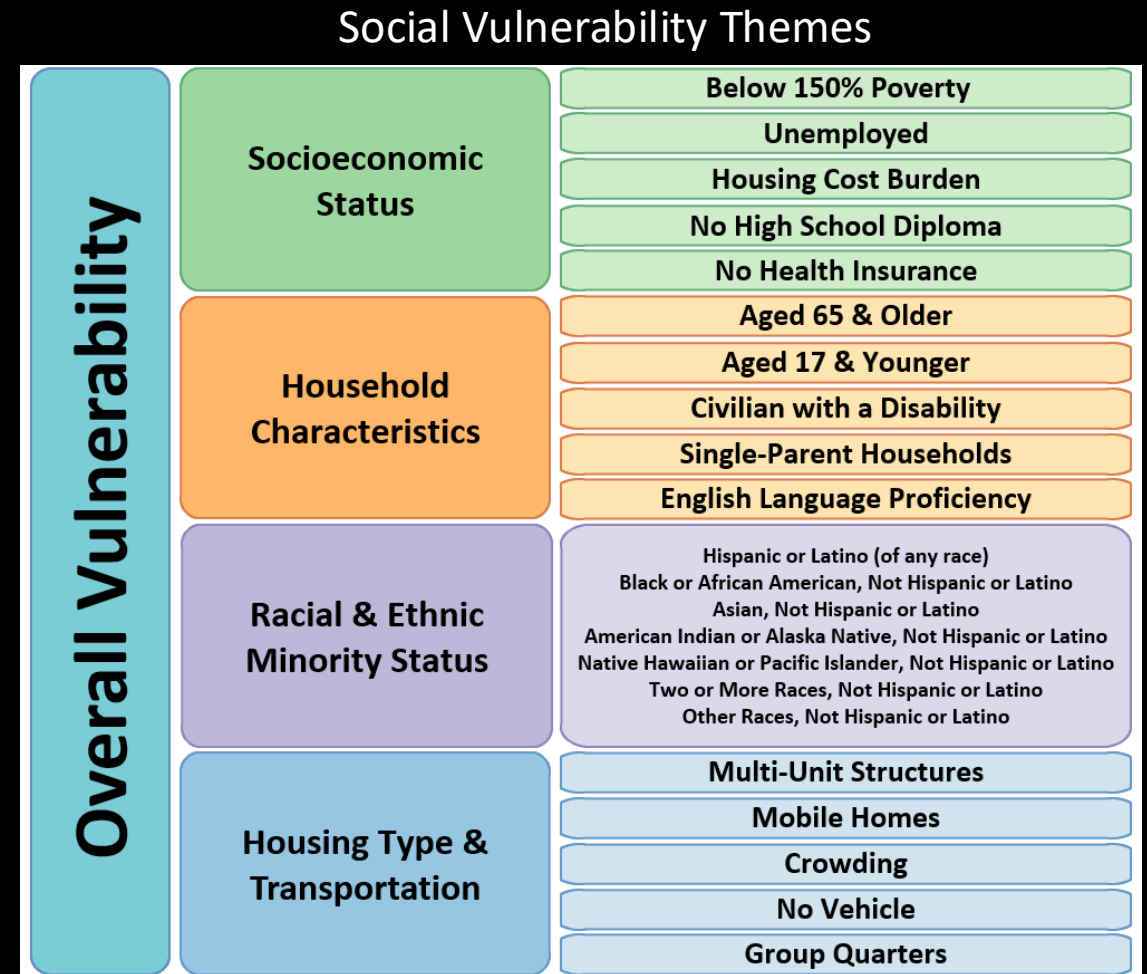 Social Vulnerability Themes
Overall Vulnerability
Socioeconomic
Status
Below 150% Poverty
Unemployed
Housing Cost Burden
No High School Diploma
No Health Insurance
Household
Characteristics
Aged 65 & Older
Aged 17 & Younger
Civilian with a Disability
Single-Parent Households
English Language Proficiency
Racial & Ethnic
Minority Status
Hispanic or Latino (of any race)
Black or African American, Not Hispanic or Latino
Asian, Not Hispanic or Latino
American Indian or Alaska Native, Not Hispanic or Latino
Native Hawaiian or Pacific Islander, Not Hispanic or Latino
Two or More Races, Not Hispanic or Latino
Other Races, Not Hispanic or Latino
Housing Type &
Transportation
Multi-Unit Structures
Mobile Homes
Crowding
No Vehicle
Group Quarters